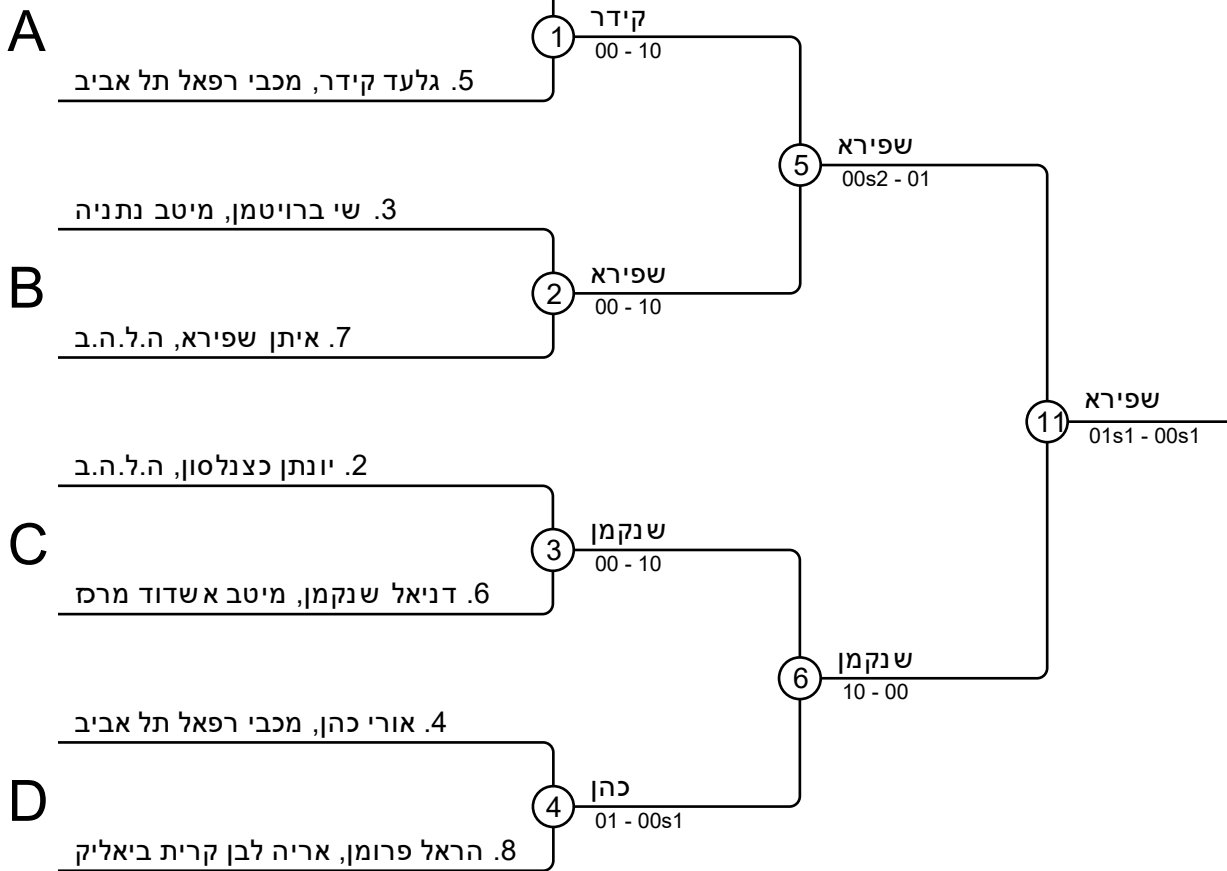 A
1
קידר
00 - 10
5. גלעד קידר, מכבי רפאל תל אביב
5
שפירא
00s2 - 01
3. שי ברויטמן, מיטב נתניה
B
2
שפירא
00 - 10
7. איתן שפירא, ה.ל.ה.ב
11
שפירא
01s1 - 00s1
2. יונתן כצנלסון, ה.ל.ה.ב
C
3
שנקמן
00 - 10
6. דניאל שנקמן, מיטב אשדוד מרכז
6
שנקמן
10 - 00
4. אורי כהן, מכבי רפאל תל אביב
D
4
כהן
01 - 00s1
8. הראל פרומן, אריה לבן קרית ביאליק